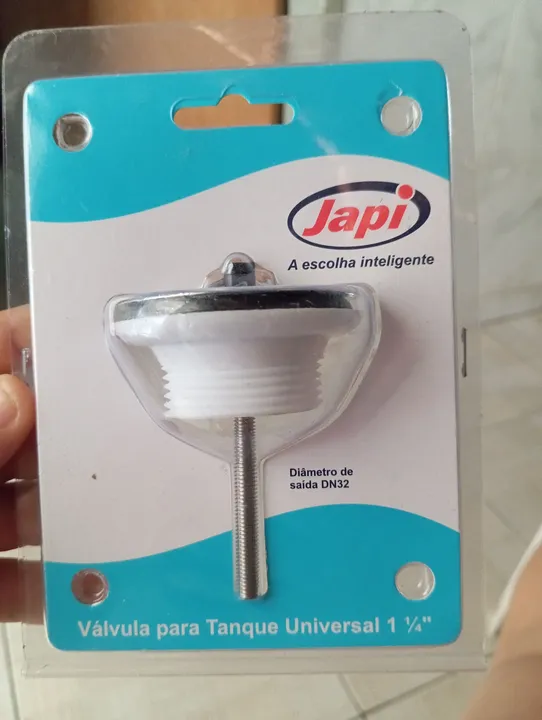 Japi
A escolha inteligente
Diâmetro de
saída DN32
Válvula para Tanque Universal 1 ¼"